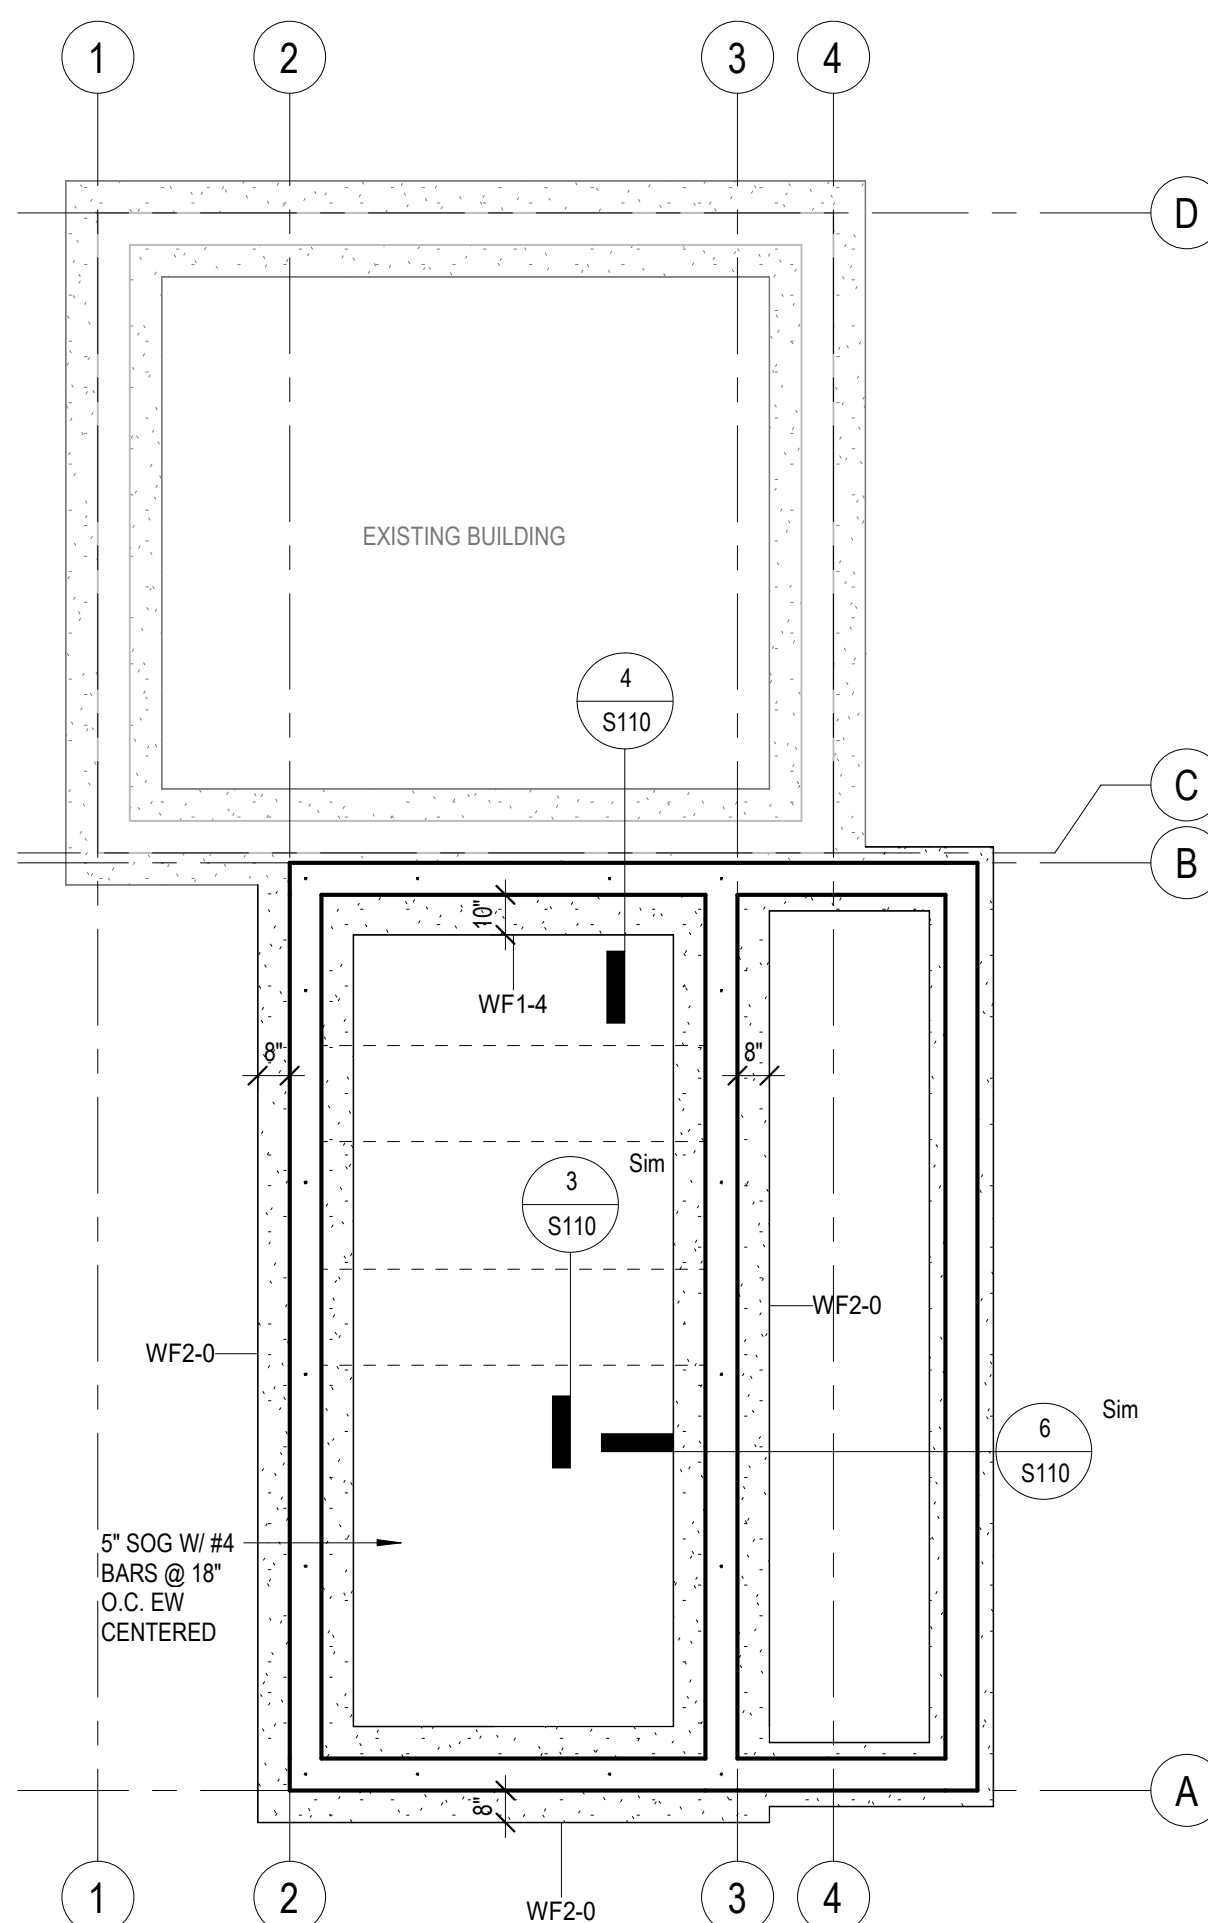 1
2
3
4
D
EXISTING BUILDING
4
S110
C
B
10"
WF1-4
8"
8"
Sim
3
S110
WF2-0
WF2-0
Sim
6
S110
5" SOG W/ #4
BARS @ 18"
O.C. EW
CENTERED
A
8"
1
2
3
4
WF2-0